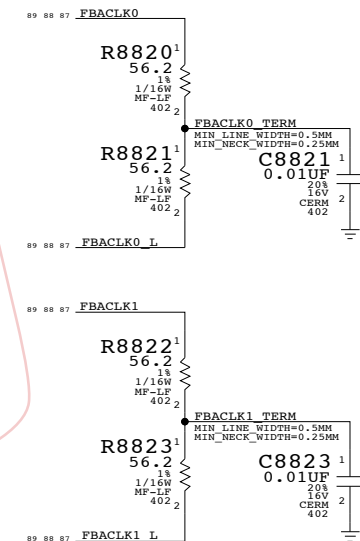 89 88 87 FBACLK0
R8820 1
56.2
1%
1/16W
MF-LF
402 2
FBACLK0_TERM
MIN_LINE_WIDTH=0.5MM
MIN_NECK_WIDTH=0.25MM
R8821 1
56.2
1%
1/16W
MF-LF
402 2
C8821 1
0.01UF
20%
16V 2
CERM
402
89 88 87 FBACLK0_L
89 88 87 FBACLK1
R8822 1
56.2
1%
1/16W
MF-LF
402 2
FBACLK1_TERM
MIN_LINE_WIDTH=0.5MM
MIN_NECK_WIDTH=0.25MM
R8823 1
56.2
1%
1/16W
MF-LF
402 2
C8823 1
0.01UF
20%
16V 2
CERM
402
89 88 87 FBACLK1_L